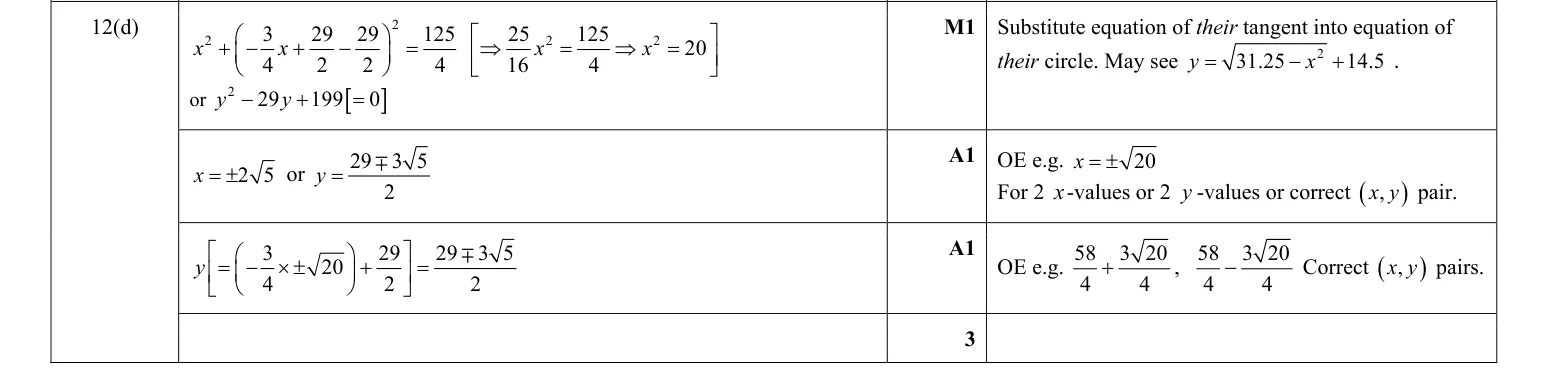 12(d)
x² + (−3/4 x + 29/2 − 29/2)² = 125/4 [⇒ 25/16 x² = 125/4 ⇒ x² = 20]
or y² − 29y + 199[= 0]
M1
Substitute equation of their tangent into equation of
their circle. May see y = √(31.25 − x²) + 14.5 .
x = ±2√5 or y = (29 ∓ 3√5)/2
A1
OE e.g. x = ±√20
For 2 x-values or 2 y -values or correct (x, y) pair.
y[= (−3/4 × ±√20) + 29/2] = (29 ∓ 3√5)/2
A1
OE e.g. 58/4 + 3√20/4 , 58/4 − 3√20/4 Correct (x, y) pairs.
3